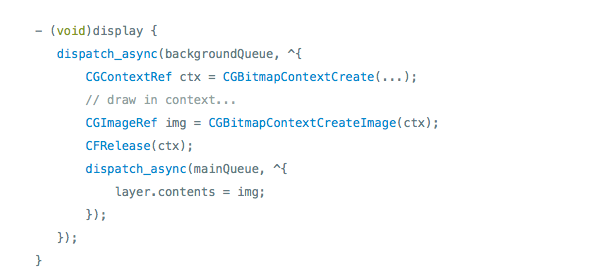 - (void)display {
    dispatch_async(backgroundQueue, ^{
        CGContextRef ctx = CGBitmapContextCreate(...);
        // draw in context...
        CGImageRef img = CGBitmapContextCreateImage(ctx);
        CFRelease(ctx);
        dispatch_async(mainQueue, ^{
            layer.contents = img;
        });
    });
}